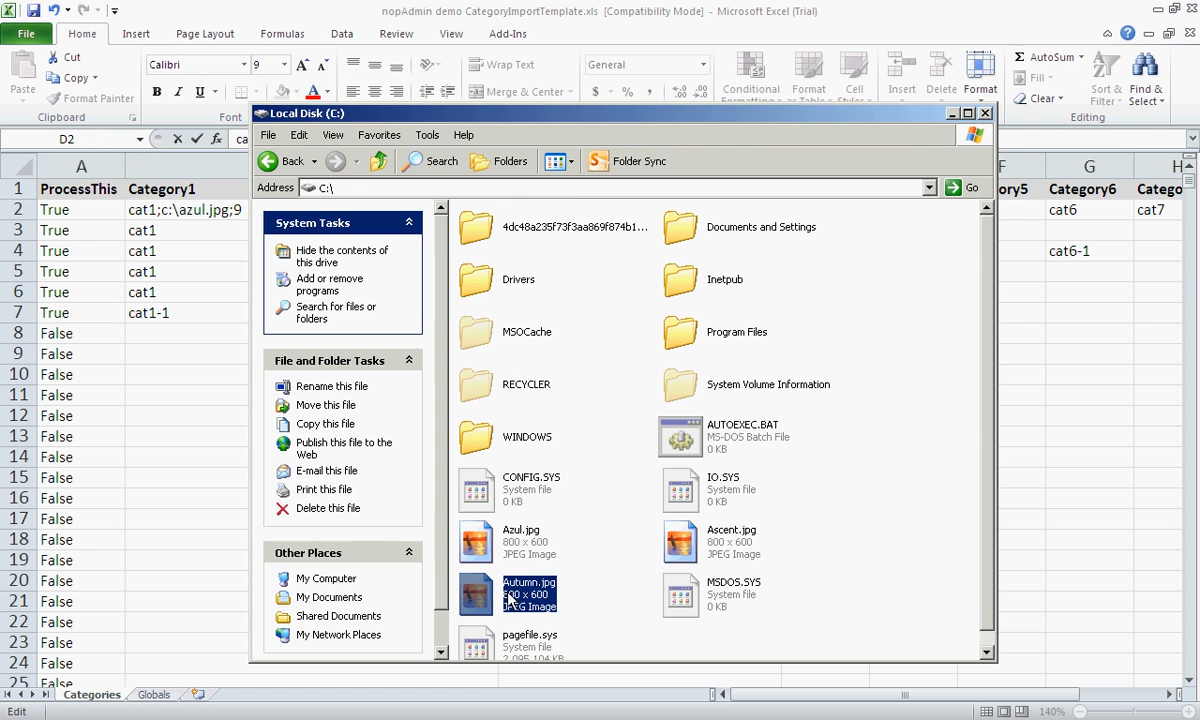 nopAdmin demo CategoryImportTemplate.xls [Compatibility Mode] - Microsoft Excel (Trial)
File Home Insert Page Layout Formulas Data Review View Add-Ins
Cut
Copy
Format Painter
Paste
Clipboard
Calibri 9
B I U
Font
Wrap Text
Merge & Center
General
$ % ,
Conditional Format Cell
Formatting as Table Styles
Insert Delete Format
AutoSum
Fill
Clear
Sort & Find &
Filter Select
Editing
D2
Local Disk (C:)
File Edit View Favorites Tools Help
Back Search Folders Folder Sync
Address C:\ Go
System Tasks
Hide the contents of
this drive
Add or remove
programs
Search for files or
folders
File and Folder Tasks
Rename this file
Move this file
Copy this file
Publish this file to the
Web
E-mail this file
Print this file
Delete this file
Other Places
My Computer
My Documents
Shared Documents
My Network Places
4dc48a235f73f3aa869f874b1...
Documents and Settings
Drivers
Inetpub
MSOCache
Program Files
RECYCLER
System Volume Information
WINDOWS
AUTOEXEC.BAT
MS-DOS Batch File
0 KB
CONFIG.SYS
System file
0 KB
IO.SYS
System file
0 KB
Azul.jpg
800 x 600
JPEG Image
Ascent.jpg
800 x 600
JPEG Image
Autumn.jpg
800 x 600
JPEG Image
MSDOS.SYS
System file
0 KB
pagefile.sys
System file
2,095,104 KB
A F G H
1 ProcessThis Category1 Category6
2 True cat1;c:\azul.jpg;9 cat6 cat7
3 True cat1
4 True cat1 cat6-1
5 True cat1
6 True cat1
7 True cat1-1
8 False
9 False
10 False
11 False
12 False
13 False
14 False
15 False
16 False
17 False
18 False
19 False
20 False
21 False
22 False
23 False
24 False
25 False
Categories Globals
Edit 140%